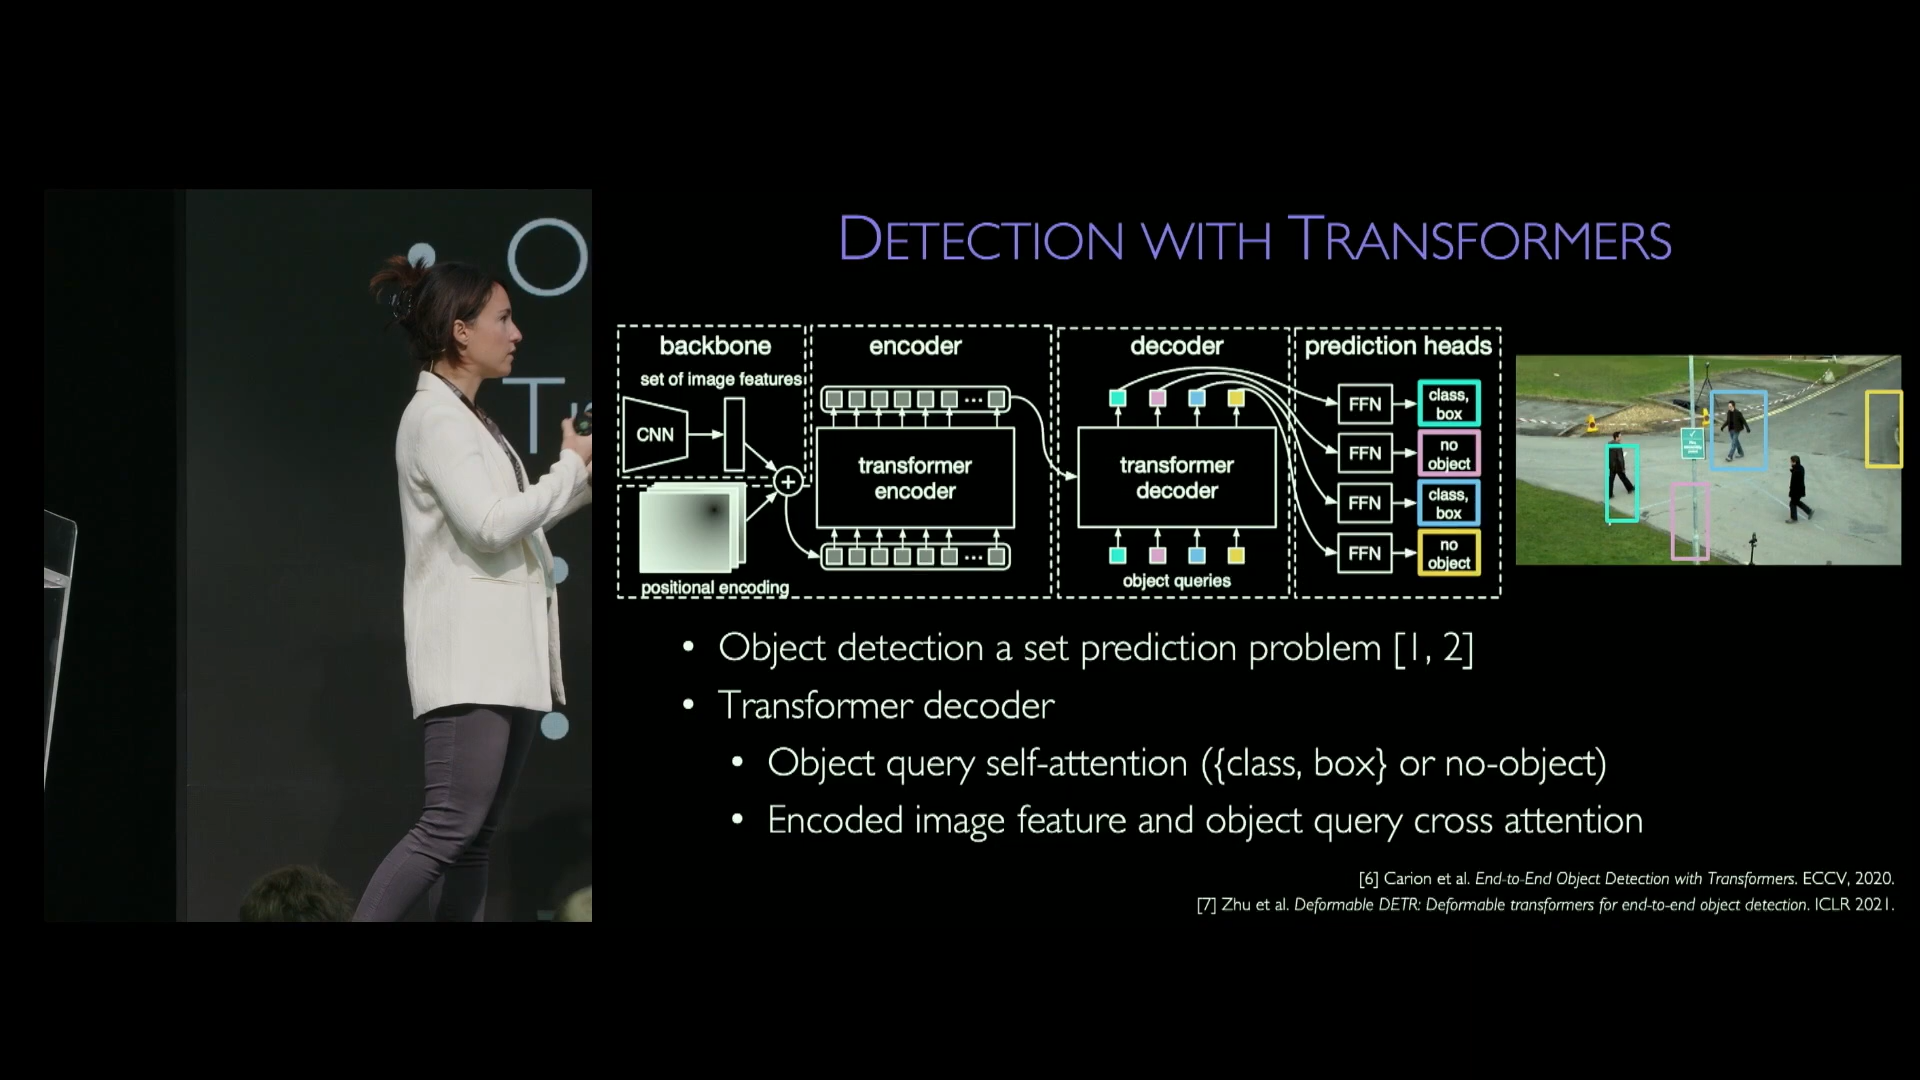 DETECTION WITH TRANSFORMERS
backbone
set of image features
CNN
+
positional encoding
encoder
...
transformer
encoder
...
decoder
transformer
decoder
object queries
prediction heads
FFN
class,
box
FFN
no
object
FFN
class,
box
FFN
no
object
• Object detection a set prediction problem [1, 2]
• Transformer decoder
• Object query self-attention ({class, box} or no-object)
• Encoded image feature and object query cross attention
[6] Carion et al. End-to-End Object Detection with Transformers. ECCV, 2020.
[7] Zhu et al. Deformable DETR: Deformable transformers for end-to-end object detection. ICLR 2021.